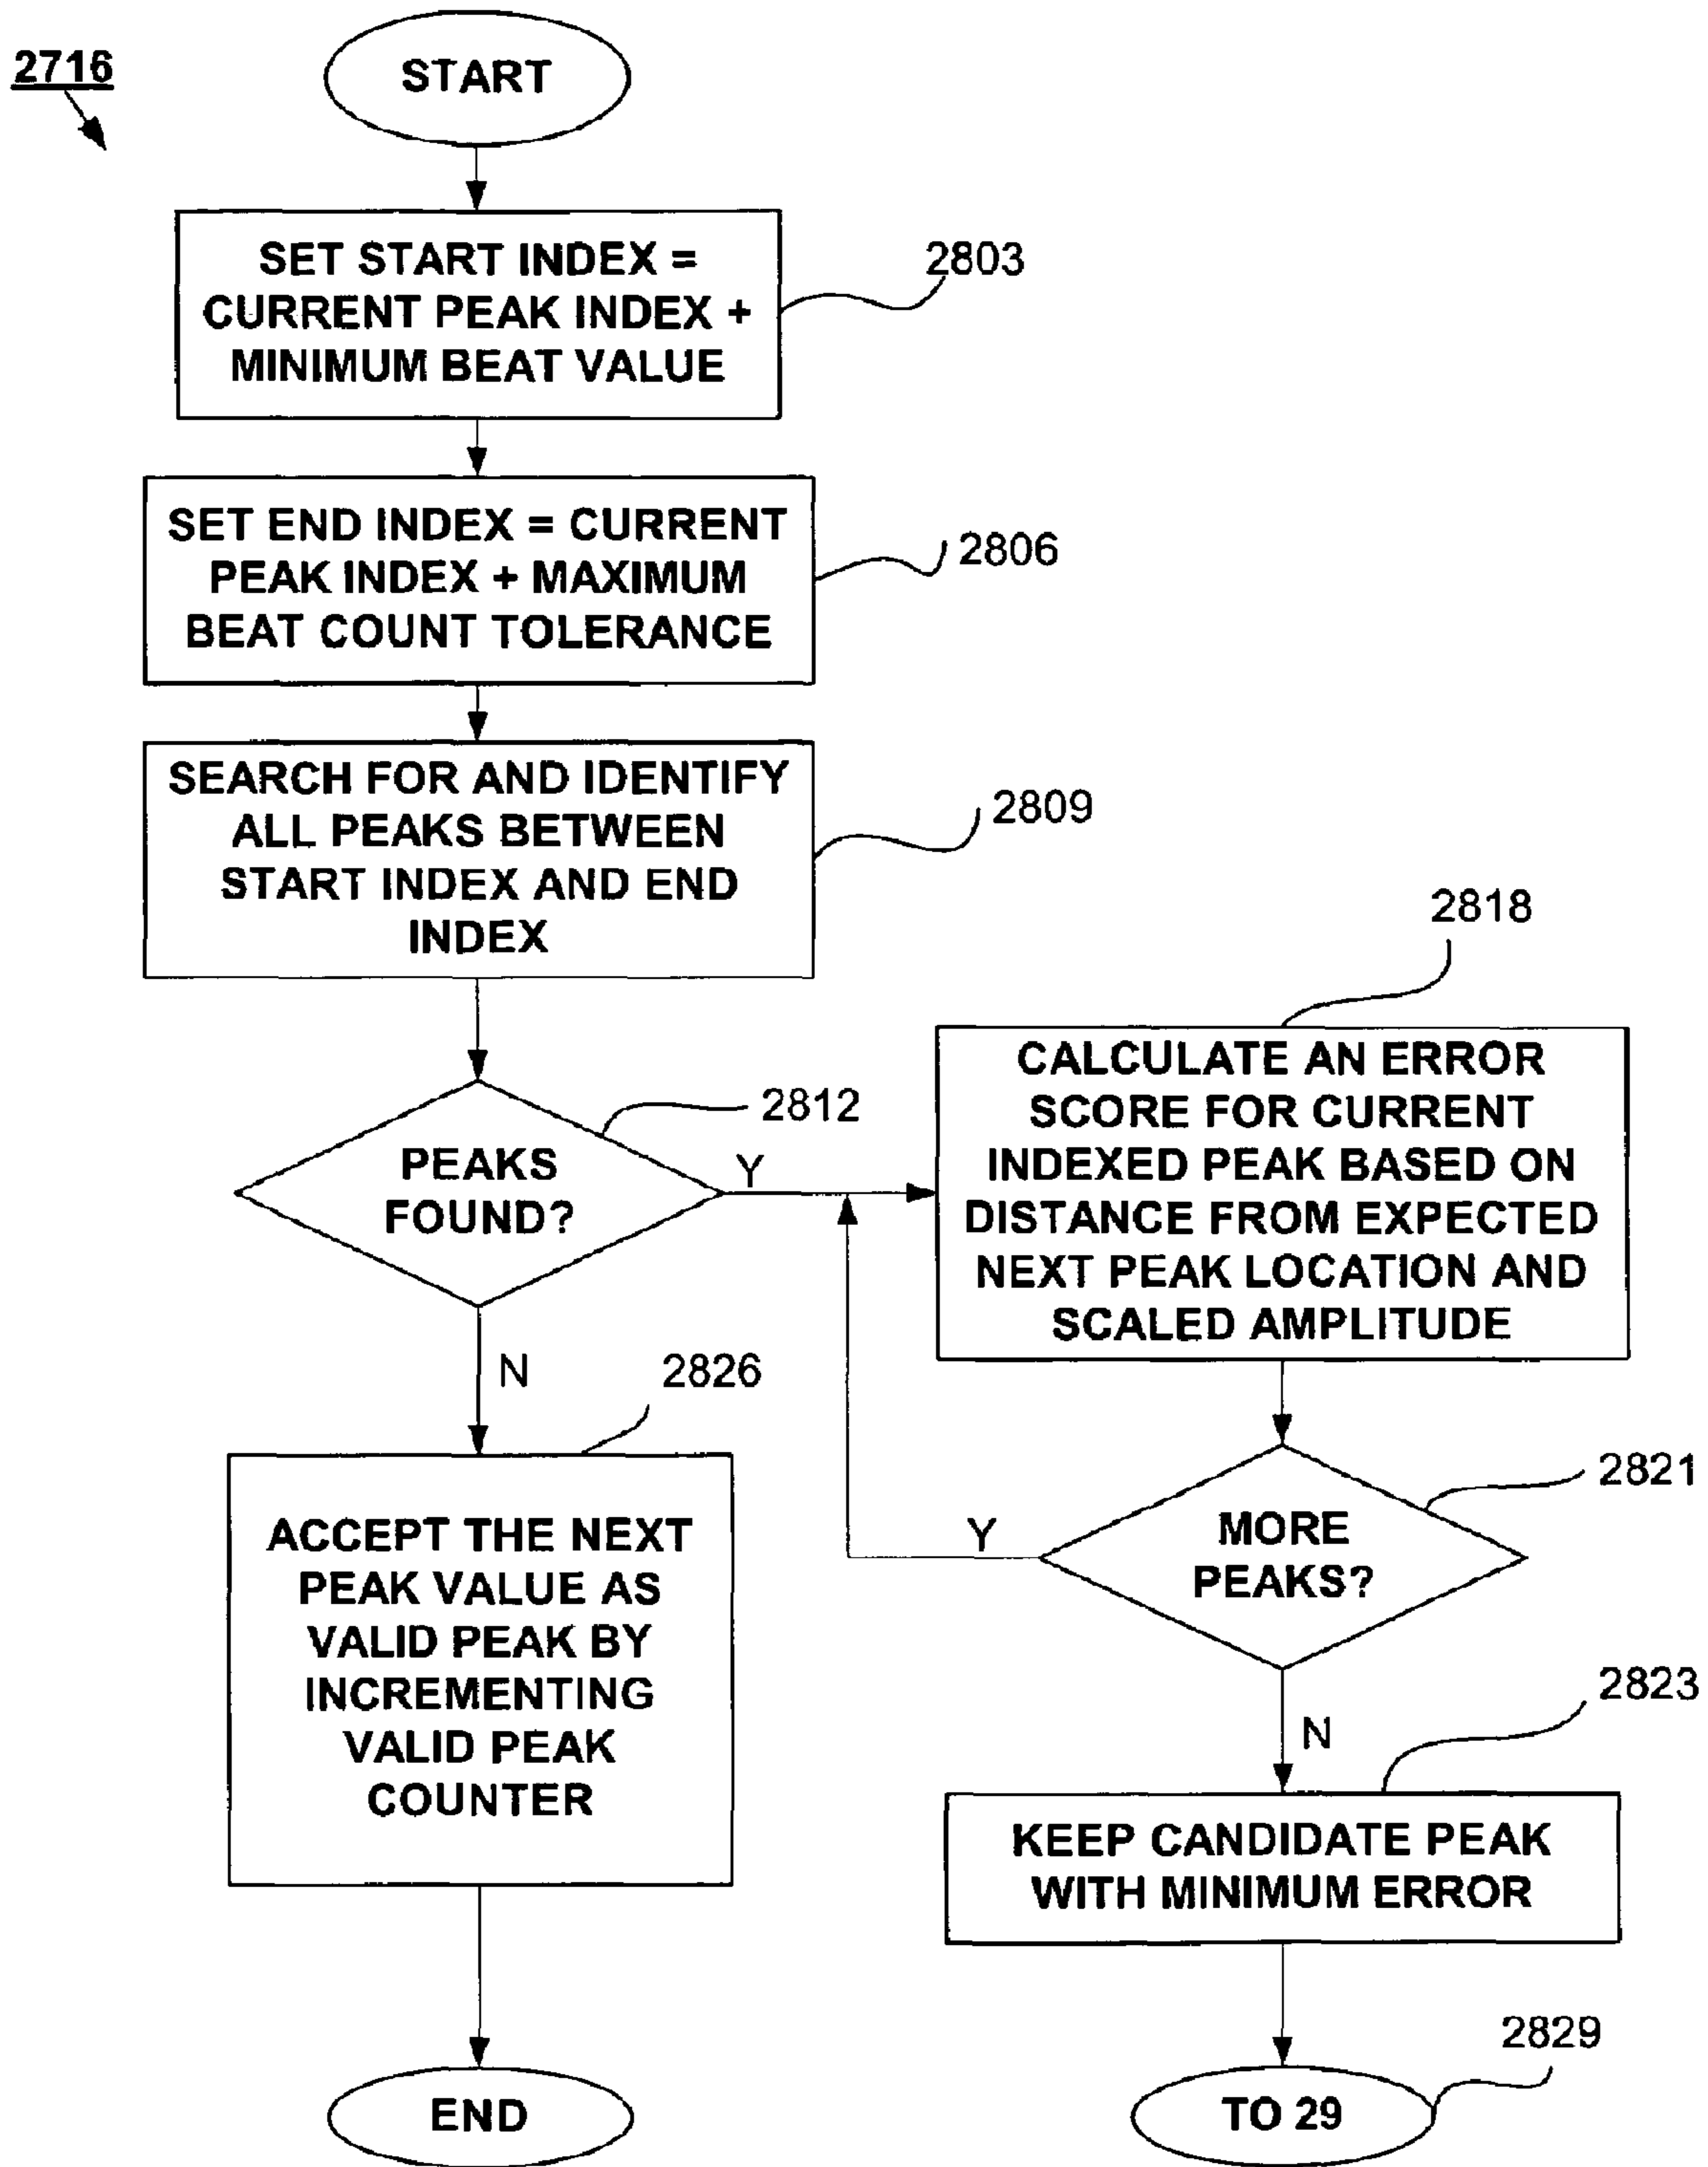 2716
START
SET START INDEX =
CURRENT PEAK INDEX +
MINIMUM BEAT VALUE
2803
SET END INDEX = CURRENT
PEAK INDEX + MAXIMUM
BEAT COUNT TOLERANCE
2806
SEARCH FOR AND IDENTIFY
ALL PEAKS BETWEEN
START INDEX AND END
INDEX
2809
PEAKS
FOUND?
2812
Y
N
2818
CALCULATE AN ERROR
SCORE FOR CURRENT
INDEXED PEAK BASED ON
DISTANCE FROM EXPECTED
NEXT PEAK LOCATION AND
SCALED AMPLITUDE
2826
ACCEPT THE NEXT
PEAK VALUE AS
VALID PEAK BY
INCREMENTING
VALID PEAK
COUNTER
MORE
PEAKS?
2821
Y
N
2823
KEEP CANDIDATE PEAK
WITH MINIMUM ERROR
END
TO 29
2829